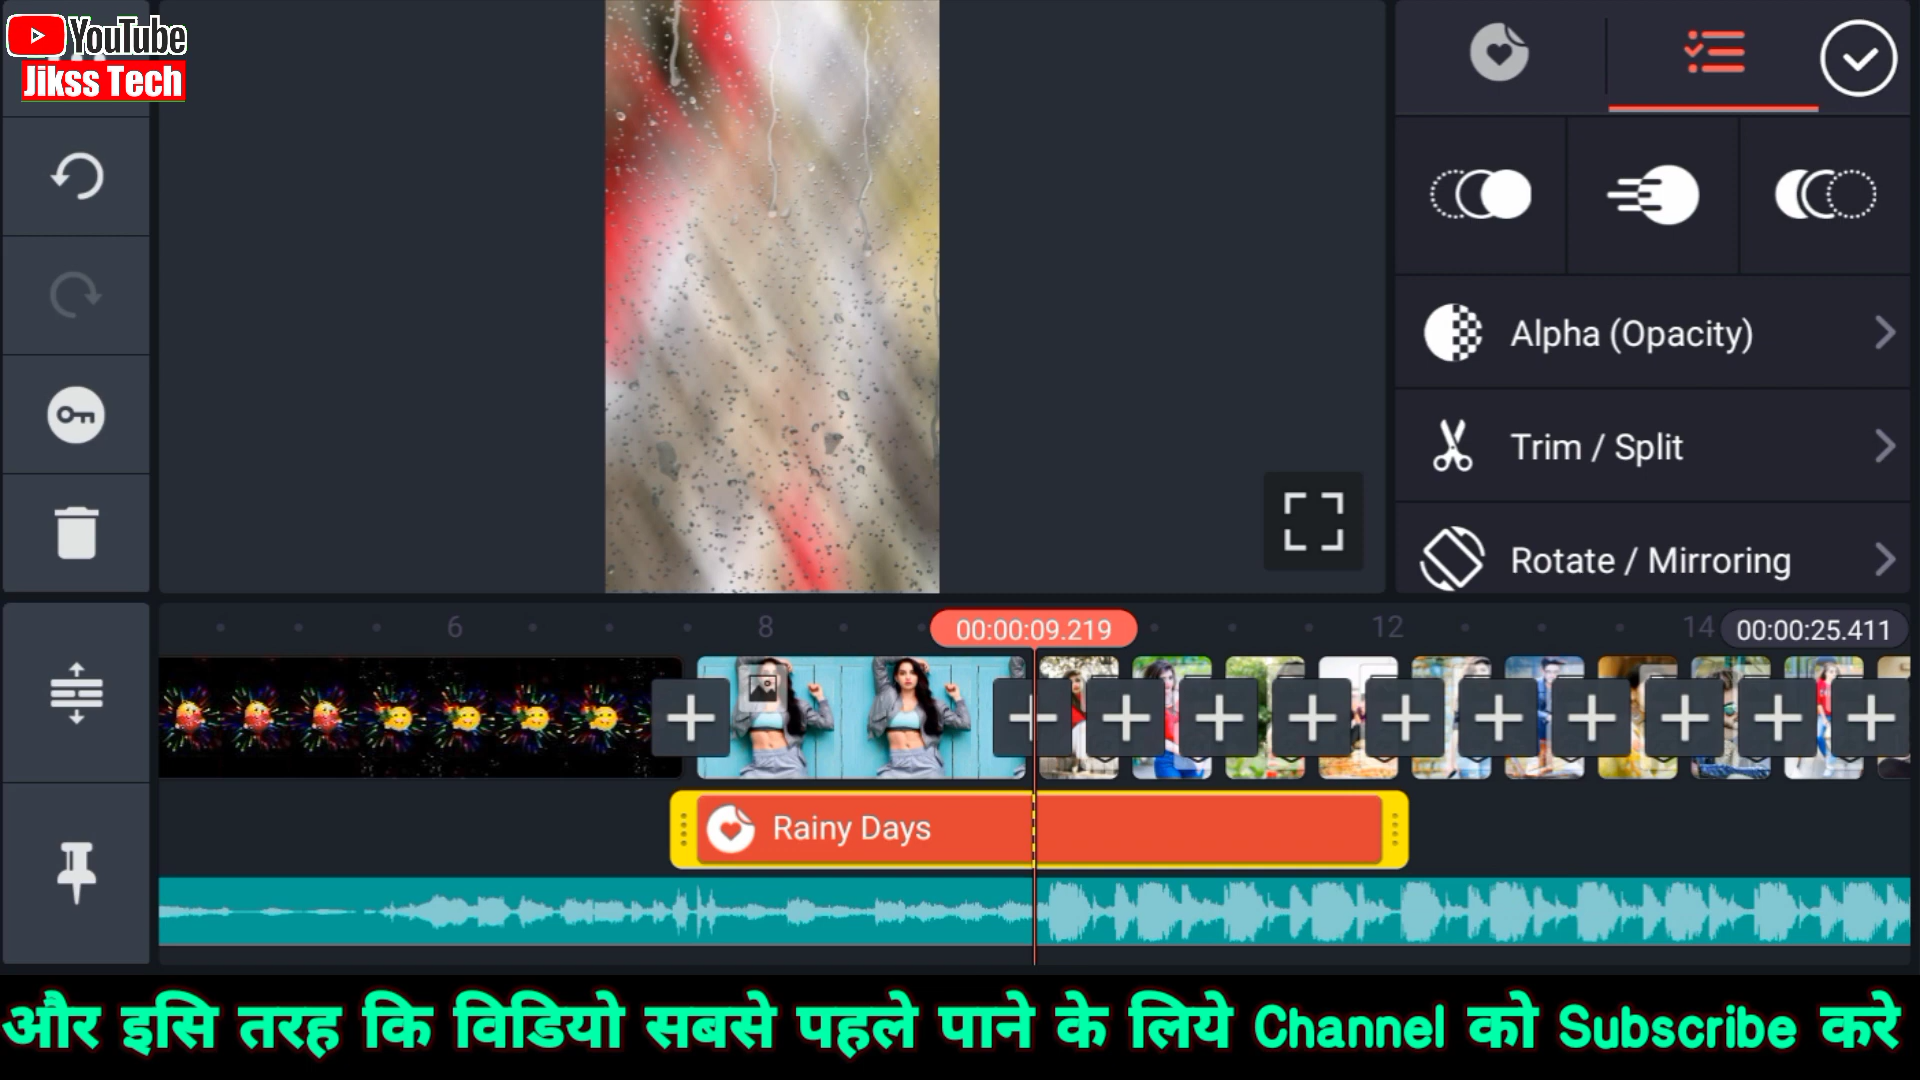 YouTube
Jikss Tech
Alpha (Opacity)
Trim / Split
Rotate / Mirroring
6
8
00:00:09.219
12
14
00:00:25.411
Rainy Days
और इसि तरह कि विडियो सबसे पहले पाने के लिये Channel को Subscribe करे